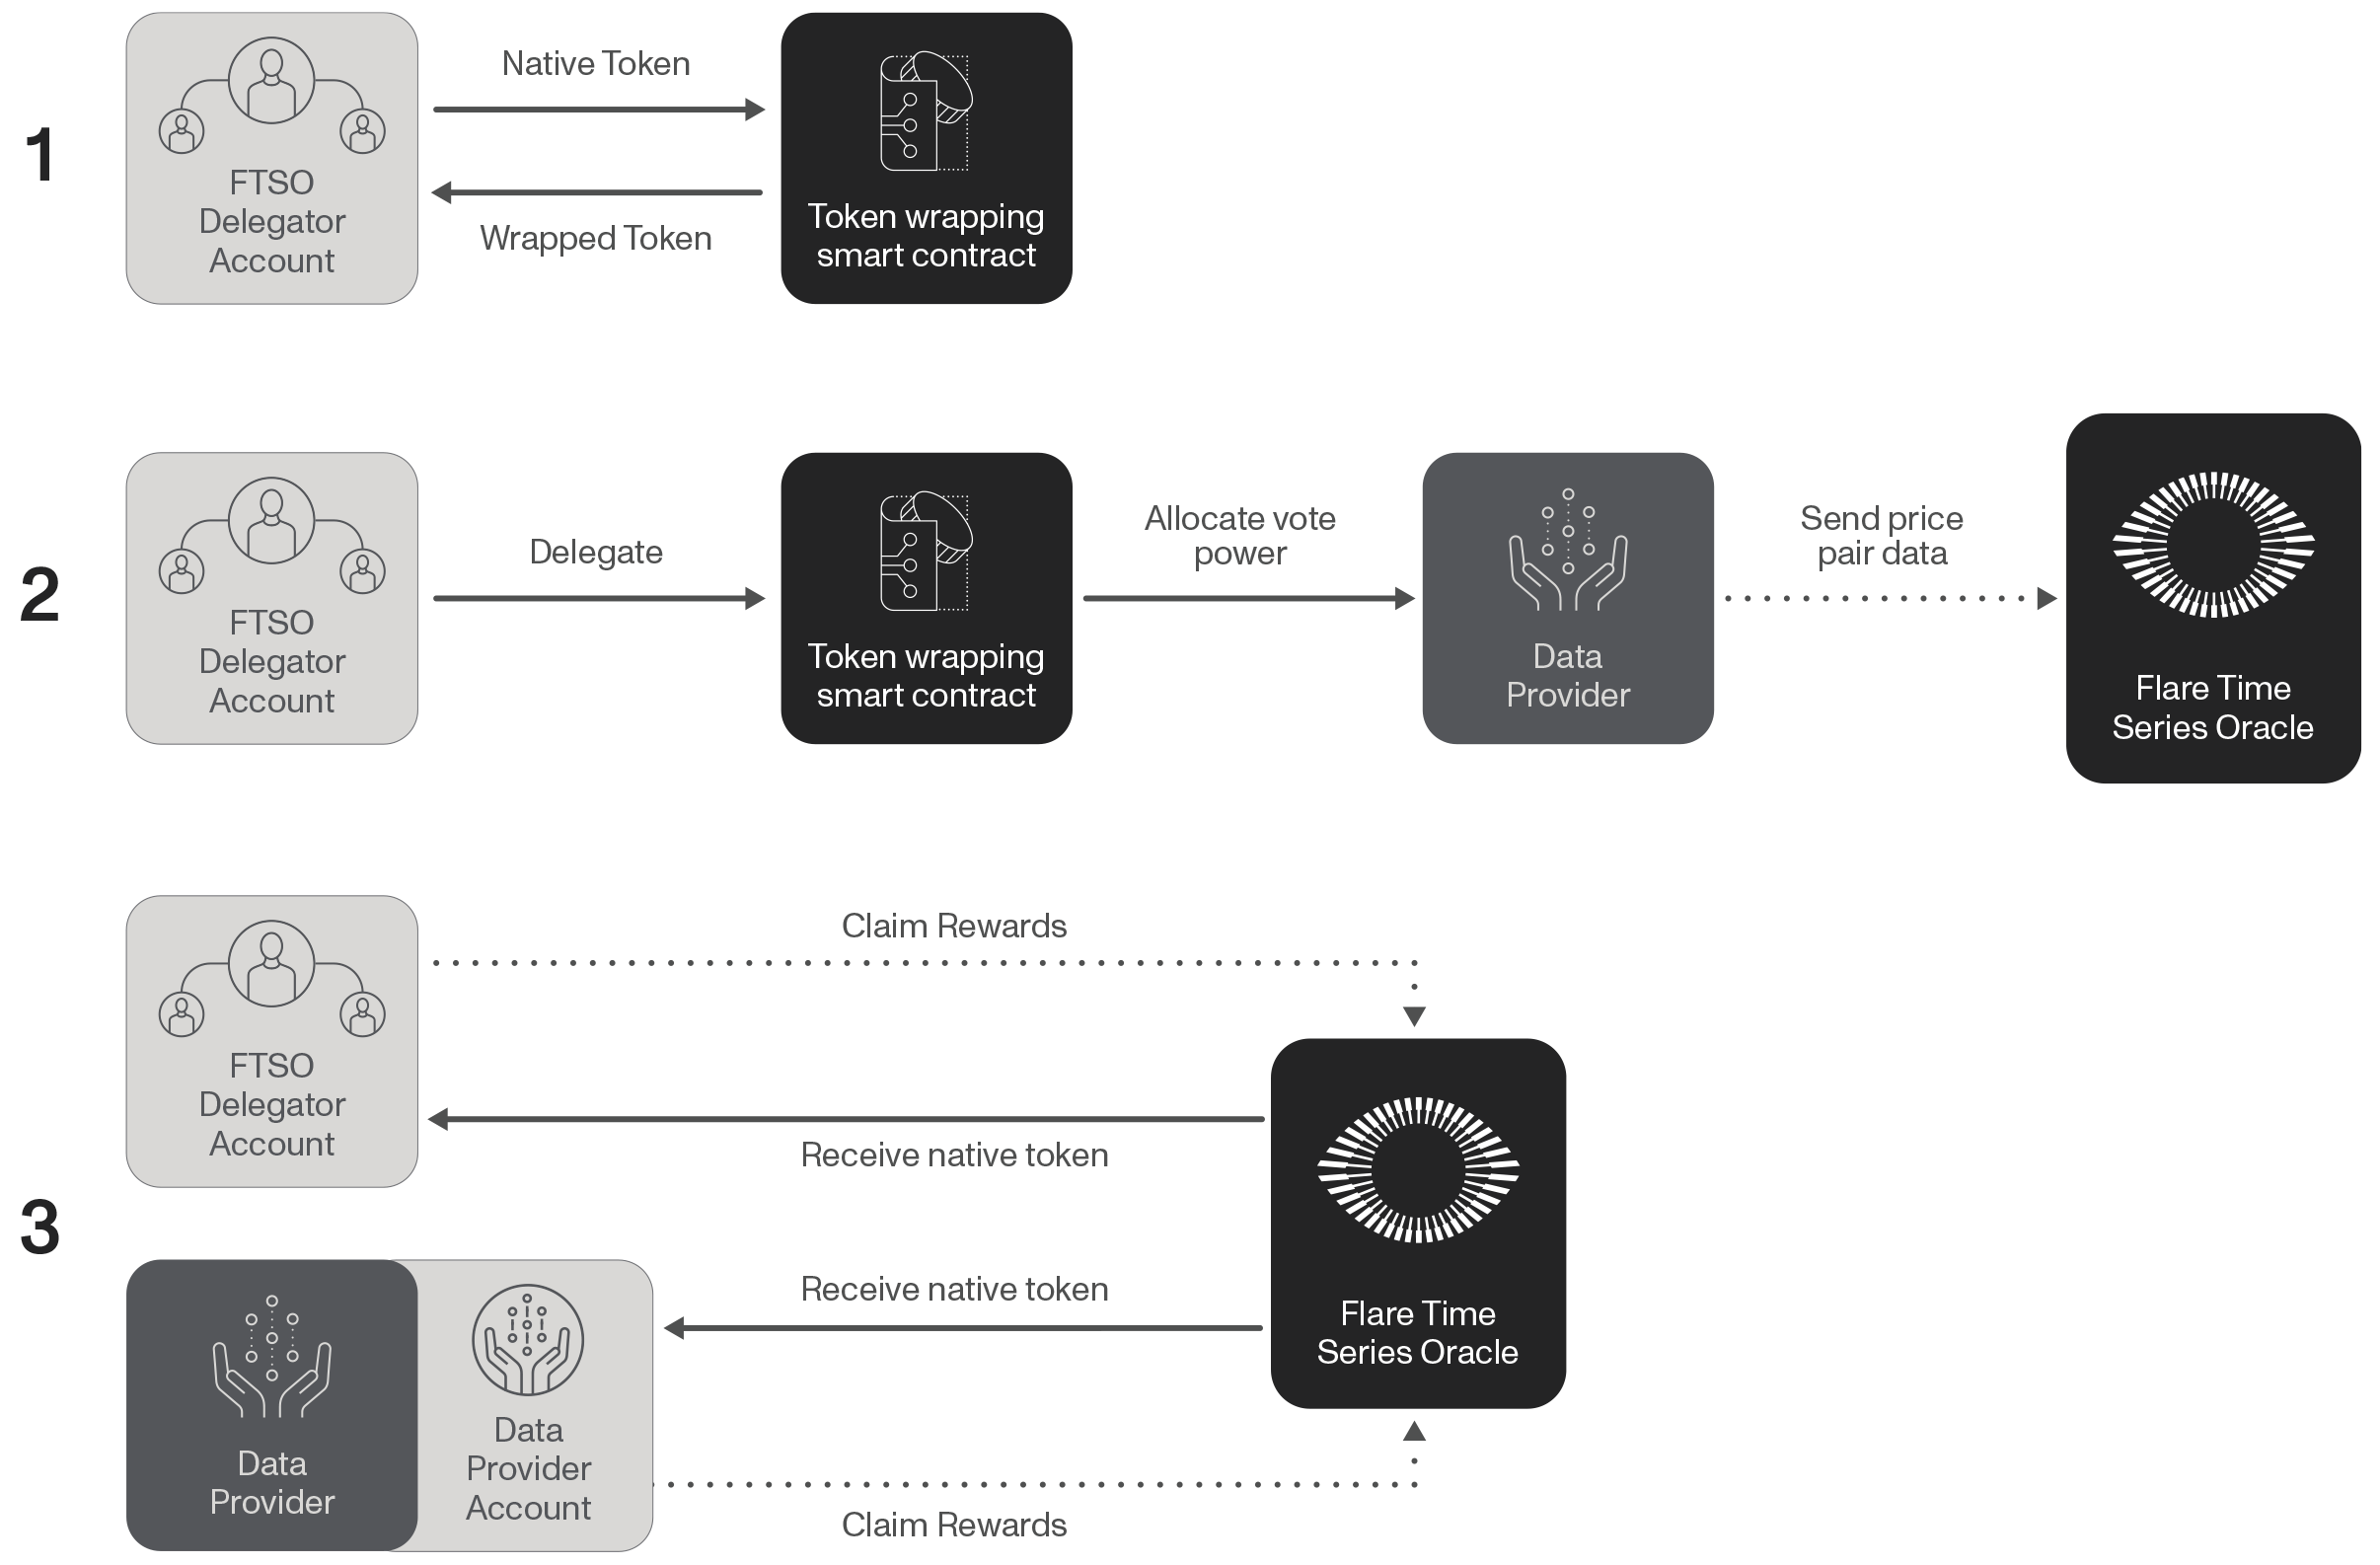 1
FTSO
Delegator
Account
Native Token
Wrapped Token
Token wrapping
smart contract
2
FTSO
Delegator
Account
Delegate
Token wrapping
smart contract
Allocate vote
power
Data
Provider
Send price
pair data
Flare Time
Series Oracle
3
FTSO
Delegator
Account
Claim Rewards
Receive native token
Receive native token
Flare Time
Series Oracle
Data
Provider
Data
Provider
Account
Claim Rewards